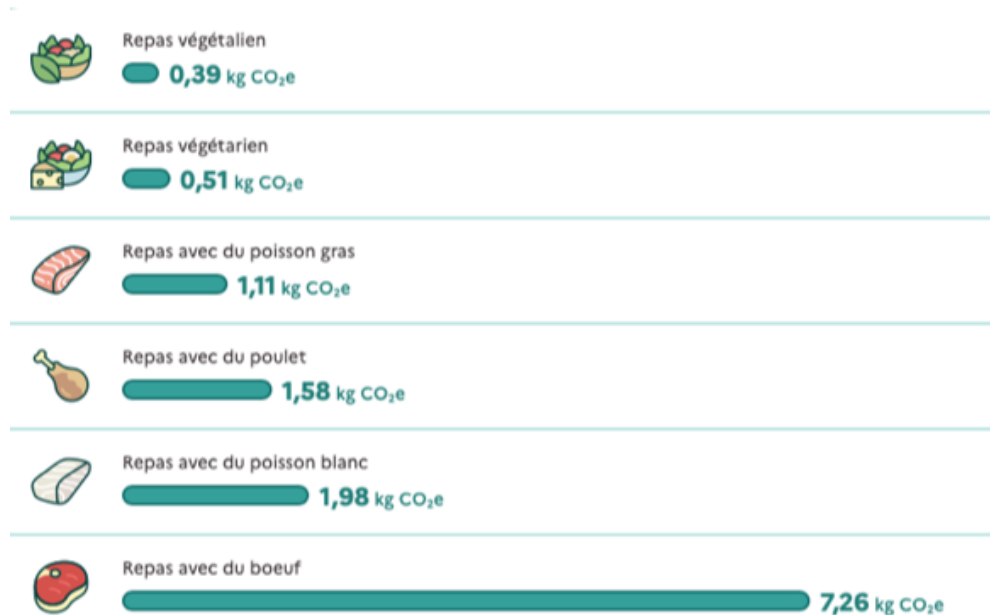 Repas végétalien
0,39 kg CO₂e
Repas végétarien
0,51 kg CO₂e
Repas avec du poisson gras
1,11 kg CO₂e
Repas avec du poulet
1,58 kg CO₂e
Repas avec du poisson blanc
1,98 kg CO₂e
Repas avec du boeuf
7,26 kg CO₂e